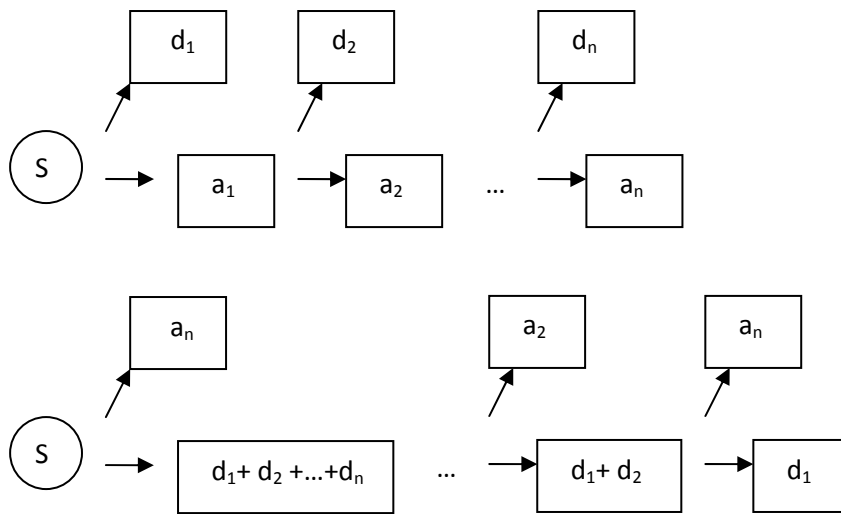 d₁ d₂ dₙ
S a₁ a₂ ... aₙ
aₙ a₂ aₙ
S d₁+ d₂ +...+dₙ ... d₁+ d₂ d₁